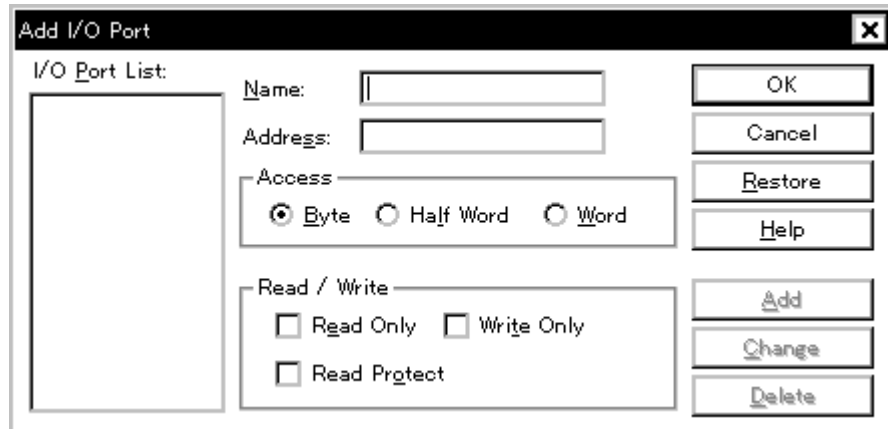 Add I/O Port
I/O Port List:
Name:
Address:
Access
Byte Half Word Word
Read / Write
Read Only Write Only
Read Protect
OK
Cancel
Restore
Help
Add
Change
Delete